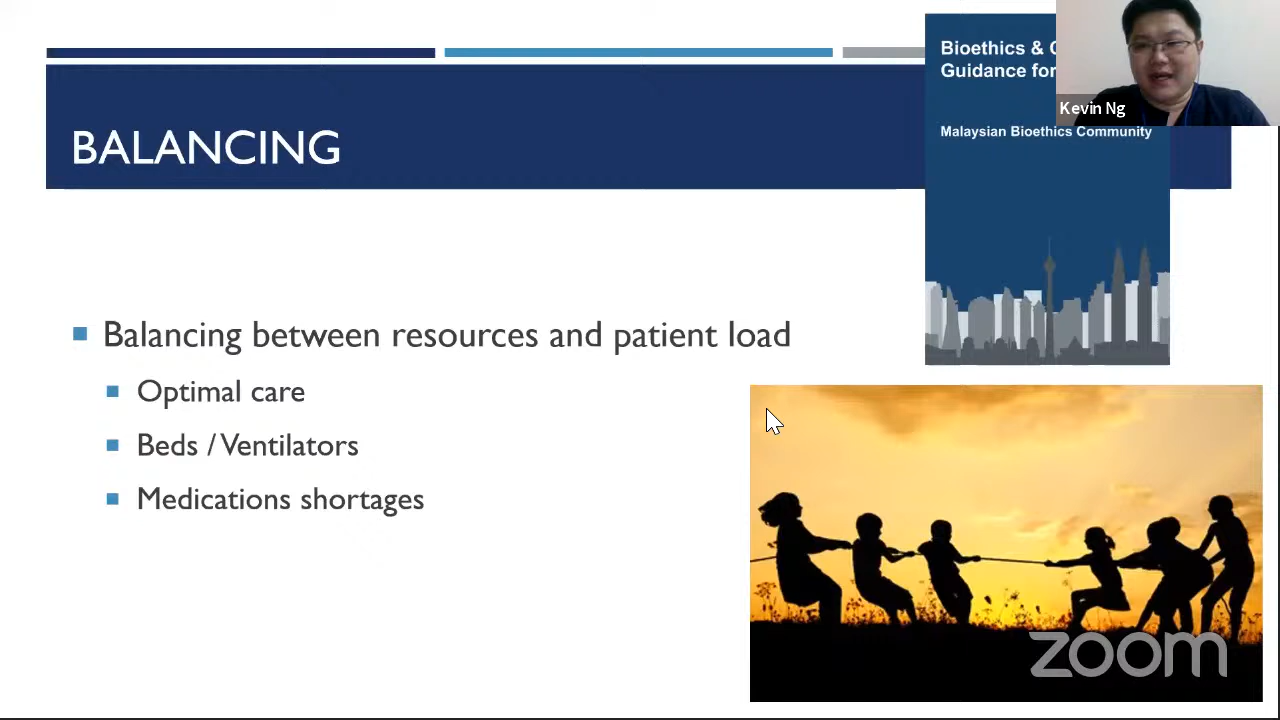 BALANCING
Bioethics &
Guidance for
Malaysian Bioethics Community
Kevin Ng
Balancing between resources and patient load
Optimal care
Beds / Ventilators
Medications shortages
zoom